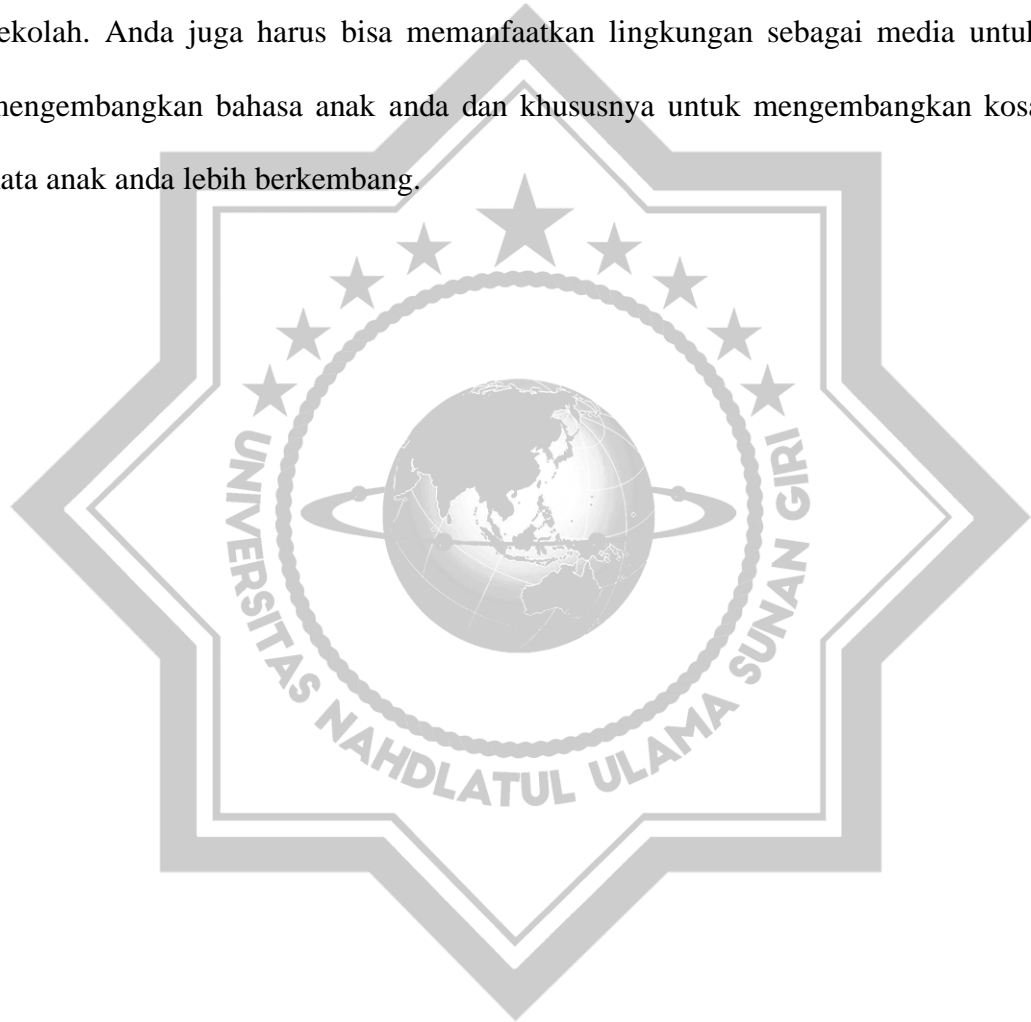 ekolah. Anda juga harus bisa memanfaatkan lingkungan sebagai media untuk
mengembangkan bahasa anak anda dan khususnya untuk mengembangkan kosa
ata anak anda lebih berkembang.
UNIVERSITAS NAHDLATUL ULAMA SUNAN GIRI